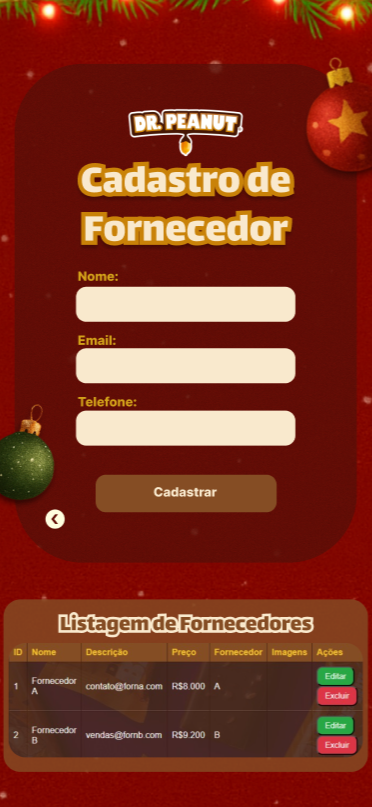 DR. PEANUT
Cadastro de
Fornecedor
Nome:
Email:
Telefone:
Cadastrar
Listagem de Fornecedores
ID Nome Descrição Preço Fornecedor Imagens Ações
1 Fornecedor A contato@forna.com R$8.000 A Editar Excluir
2 Fornecedor B vendas@fornb.com R$9.200 B Editar Excluir